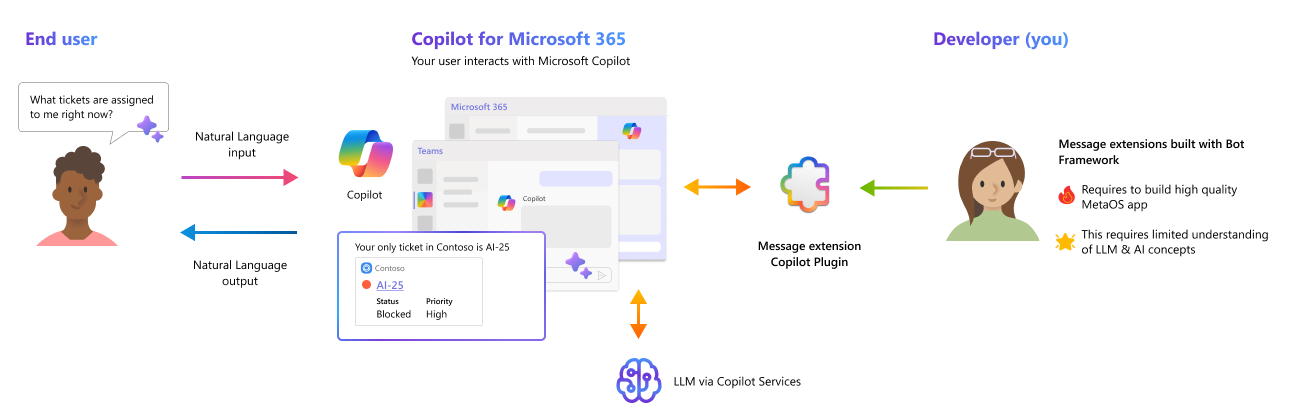 End user
Copilot for Microsoft 365
Your user interacts with Microsoft Copilot
Developer (you)
What tickets are assigned
to me right now?
Natural Language
input
Natural Language
output
Copilot
Microsoft 365
Teams
Copilot
Your only ticket in Contoso is AI-25
Contoso
AI-25
Status Priority
Blocked High
LLM via Copilot Services
Message extension
Copilot Plugin
Message extensions built with Bot
Framework
Requires to build high quality
MetaOS app
This requires limited understanding
of LLM & AI concepts